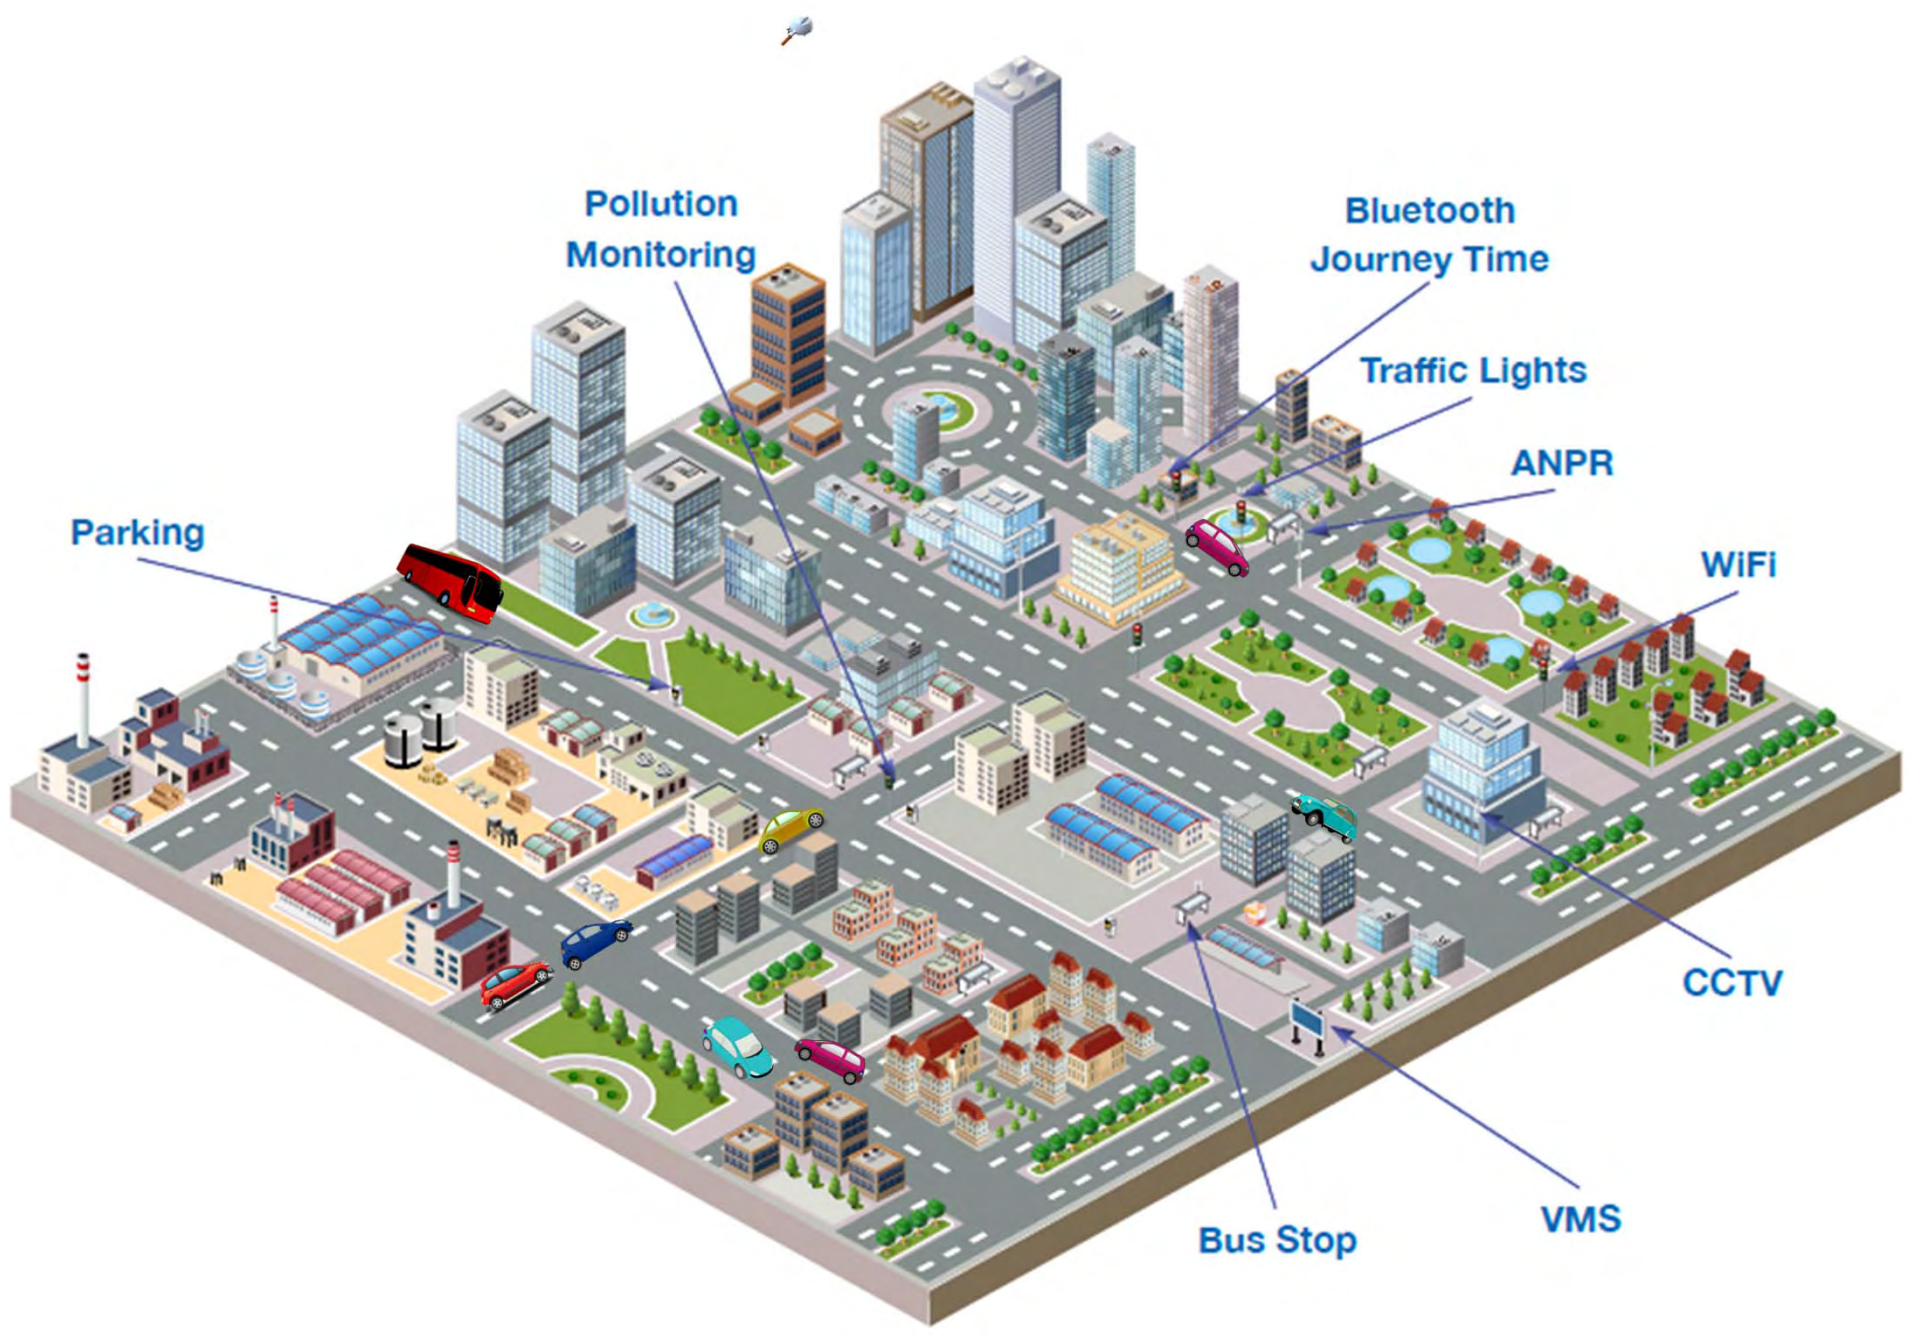 Pollution
Monitoring
Bluetooth
Journey Time
Traffic Lights
ANPR
Parking
WiFi
CCTV
VMS
Bus Stop